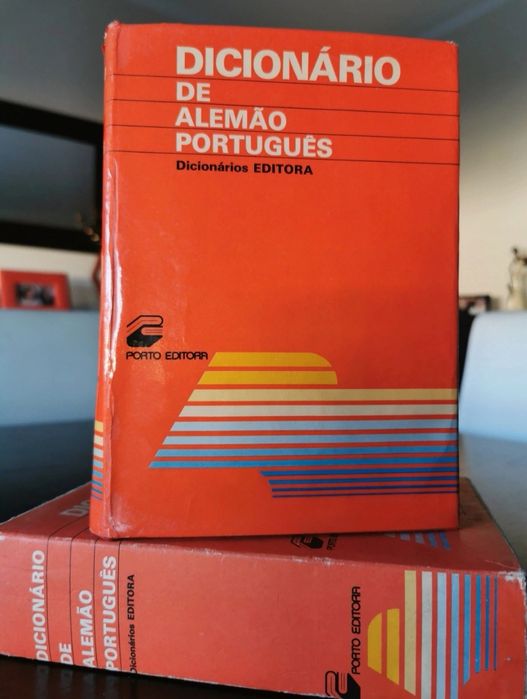 DICIONÁRIO
DE
ALEMÃO
PORTUGUÊS
Dicionários EDITORA
PORTO EDITORA
DICIONÁRIO
DE
ALEMÃO
PORTUGUÊS
Dicionários EDITORA
PORTO EDITORA